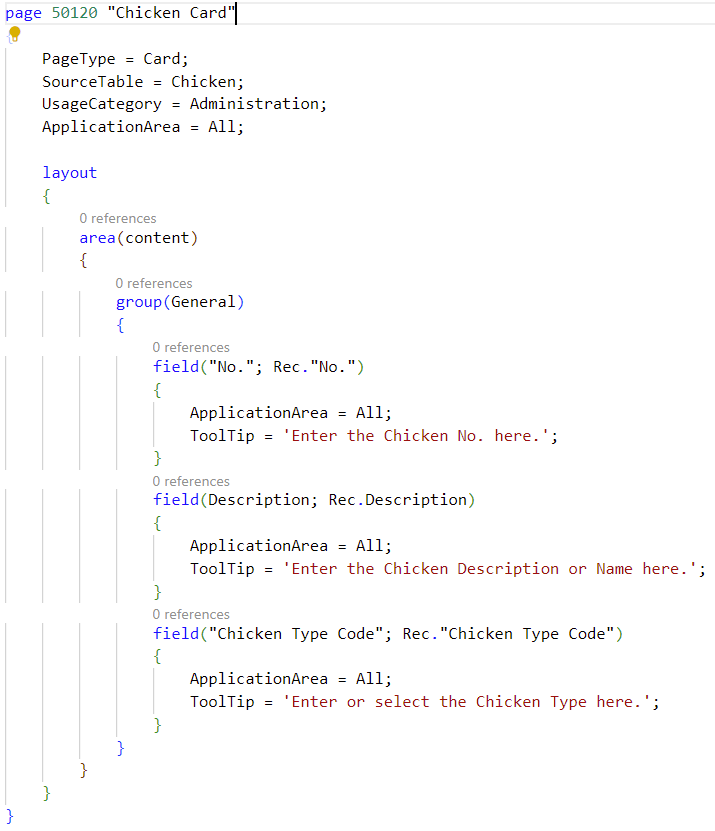 page 50120 "Chicken Card"
{
    PageType = Card;
    SourceTable = Chicken;
    UsageCategory = Administration;
    ApplicationArea = All;

    layout
    {
        0 references
        area(content)
        {
            0 references
            group(General)
            {
                0 references
                field("No."; Rec."No.")
                {
                    ApplicationArea = All;
                    ToolTip = 'Enter the Chicken No. here.';
                }
                0 references
                field(Description; Rec.Description)
                {
                    ApplicationArea = All;
                    ToolTip = 'Enter the Chicken Description or Name here.';
                }
                0 references
                field("Chicken Type Code"; Rec."Chicken Type Code")
                {
                    ApplicationArea = All;
                    ToolTip = 'Enter or select the Chicken Type here.';
                }
            }
        }
    }
}